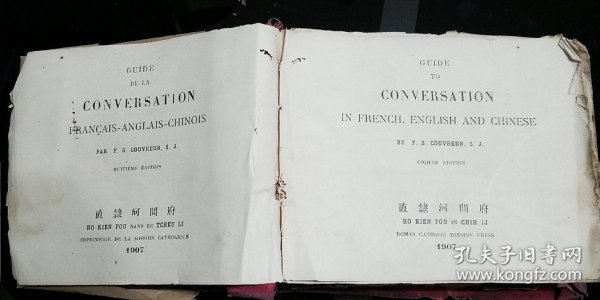 GUIDE
DE LA
CONVERSATION
FRANÇAIS-ANGLAIS-CHINOIS
PAR F. S. COUVREUR, S. J.
HUITIÈME ÉDITION
直隸河間府
HO KIEN FOU DANS LE TCHEU LI
IMPRIMERIE DE LA MISSION CATHOLIQUE
1907
GUIDE
TO
CONVERSATION
IN FRENCH, ENGLISH AND CHINESE
BY F. S. COUVREUR, S. J.
EIGHTH EDITION
直隸河間府
HO KIEN FOU IN CHIH LI
ROMAN CATHOLIC MISSION PRESS
1907
孔夫子旧书网
www.kongfz.com